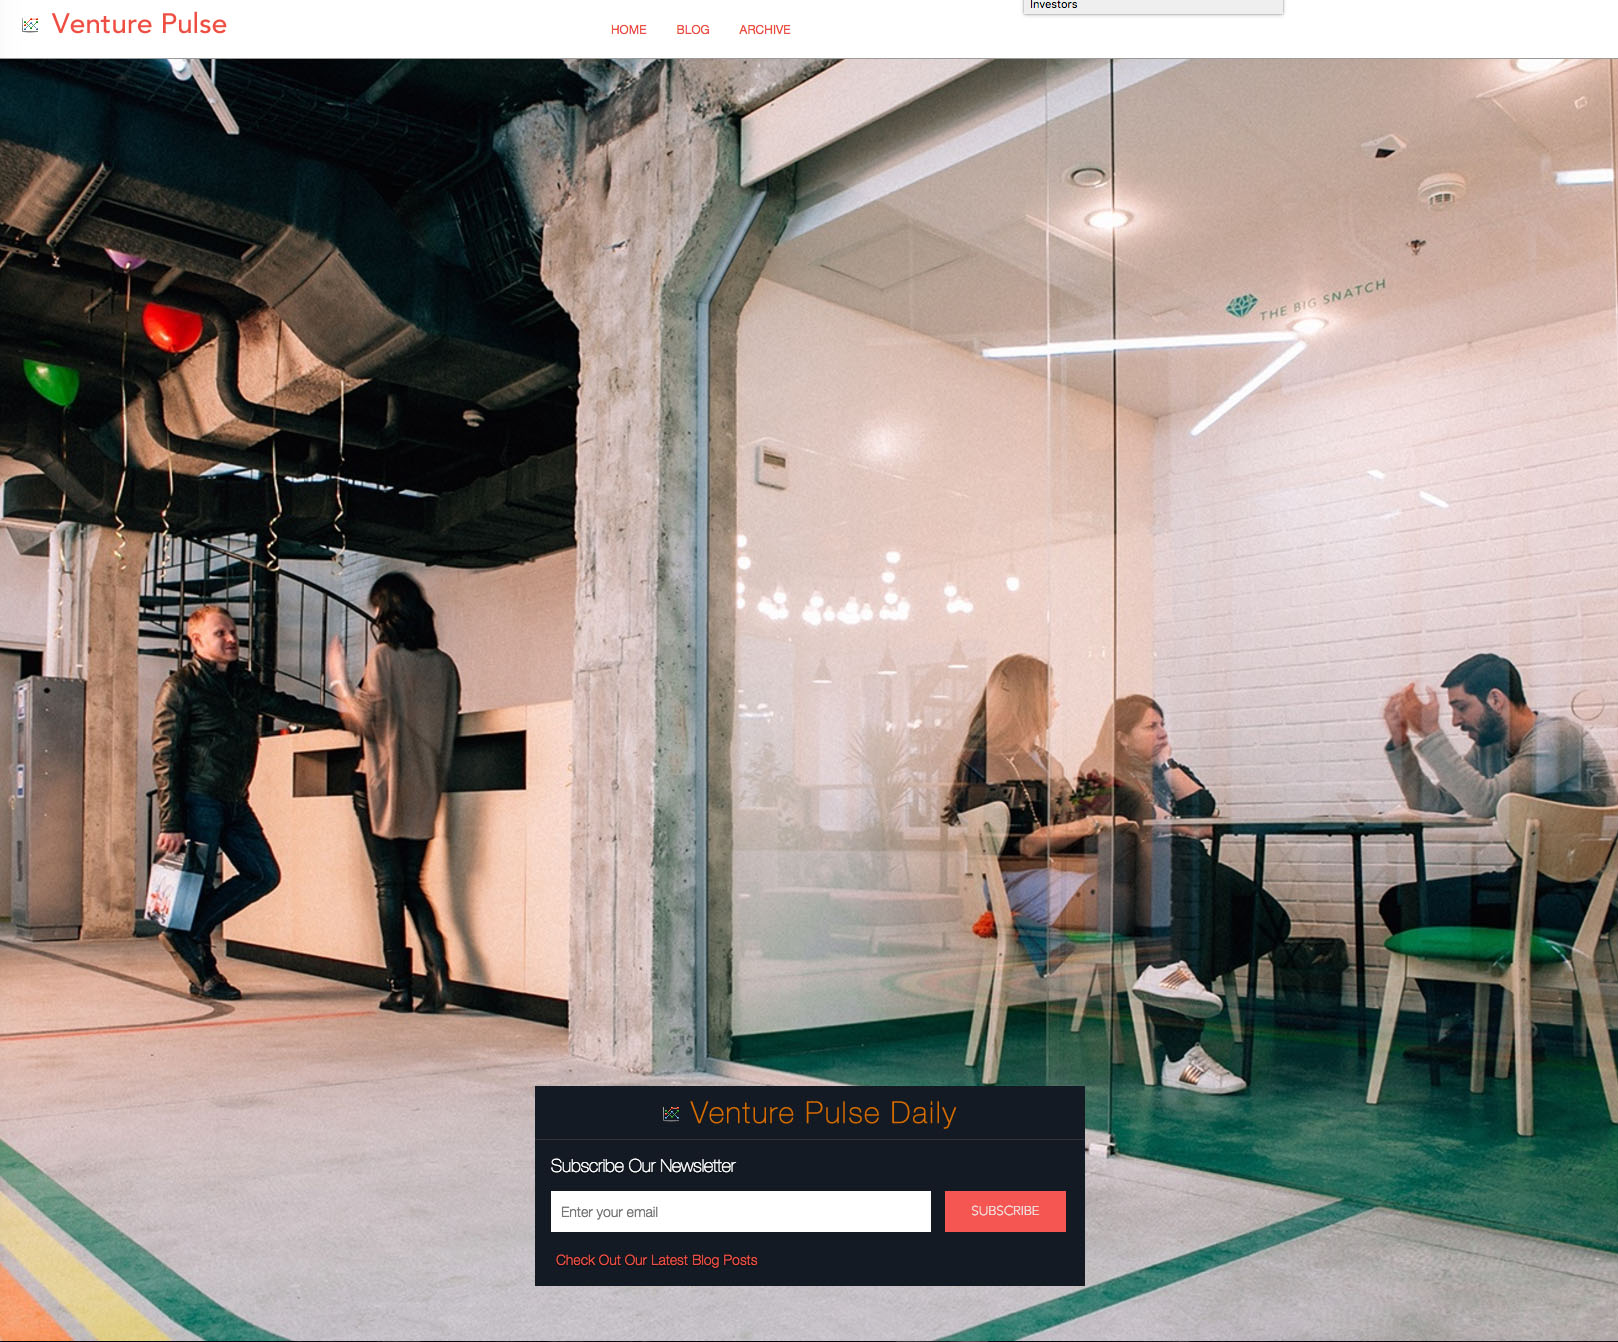 Investors
Venture Pulse
HOME BLOG ARCHIVE
THE BIG SNATCH
Venture Pulse Daily
Subscribe Our Newsletter
Enter your email
SUBSCRIBE
Check Out Our Latest Blog Posts